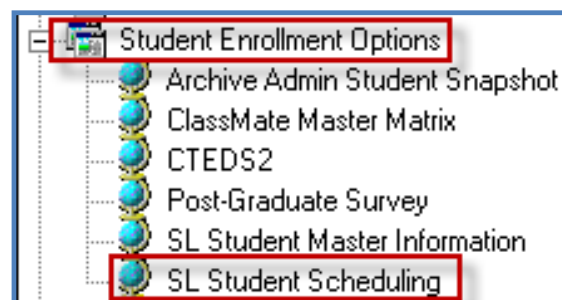 Student Enrollment Options
Archive Admin Student Snapshot
ClassMate Master Matrix
CTEDS2
Post-Graduate Survey
SL Student Master Information
SL Student Scheduling